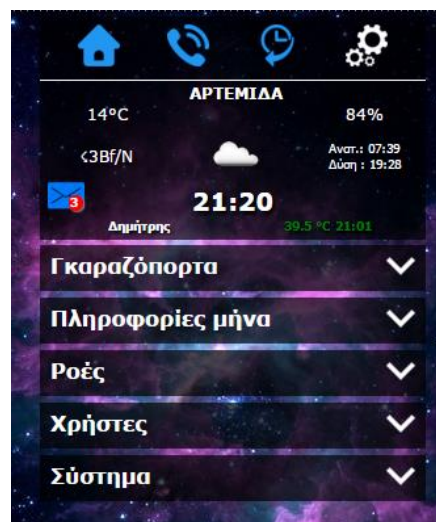 ΑΡΤΕΜΙΔΑ
14°C 84%
<3Bf/N Ανατ.: 07:39
Δύση : 19:28
3 21:20
Δημήτρης 39.5 °C 21:01
Γκαραζόπορτα
Πληροφορίες μήνα
Ροές
Χρήστες
Σύστημα